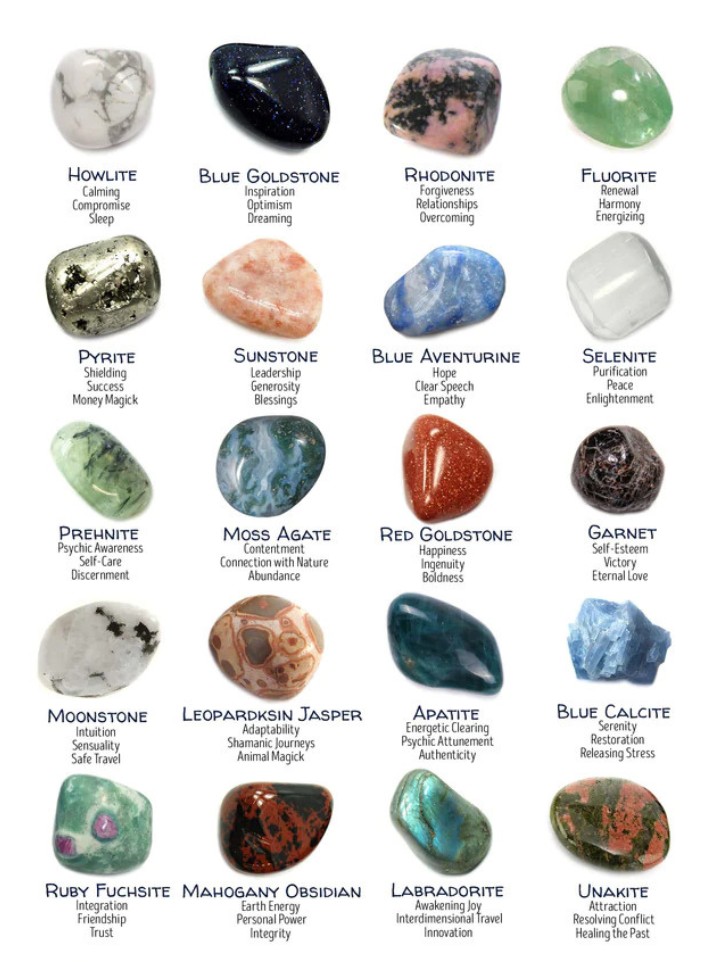 Howlite
Calming
Compromise
Sleep
Blue Goldstone
Inspiration
Optimism
Dreaming
Rhodonite
Forgiveness
Relationships
Overcoming
Fluorite
Renewal
Harmony
Energizing
Pyrite
Shielding
Success
Money Magick
Sunstone
Leadership
Generosity
Blessings
Blue Aventurine
Hope
Clear Speech
Empathy
Selenite
Purification
Peace
Enlightenment
Prehnite
Psychic Awareness
Self-Care
Discernment
Moss Agate
Contentment
Connection with Nature
Abundance
Red Goldstone
Happiness
Ingenuity
Boldness
Garnet
Self-Esteem
Victory
Eternal Love
Moonstone
Intuition
Sensuality
Safe Travel
Leopardksin Jasper
Adaptability
Shamanic Journeys
Animal Magick
Apatite
Energetic Clearing
Psychic Attunement
Authenticity
Blue Calcite
Serenity
Restoration
Releasing Stress
Ruby Fuchsite
Integration
Friendship
Trust
Mahogany Obsidian
Earth Energy
Personal Power
Integrity
Labradorite
Awakening Joy
Interdimensional Travel
Innovation
Unakite
Attraction
Resolving Conflict
Healing the Past